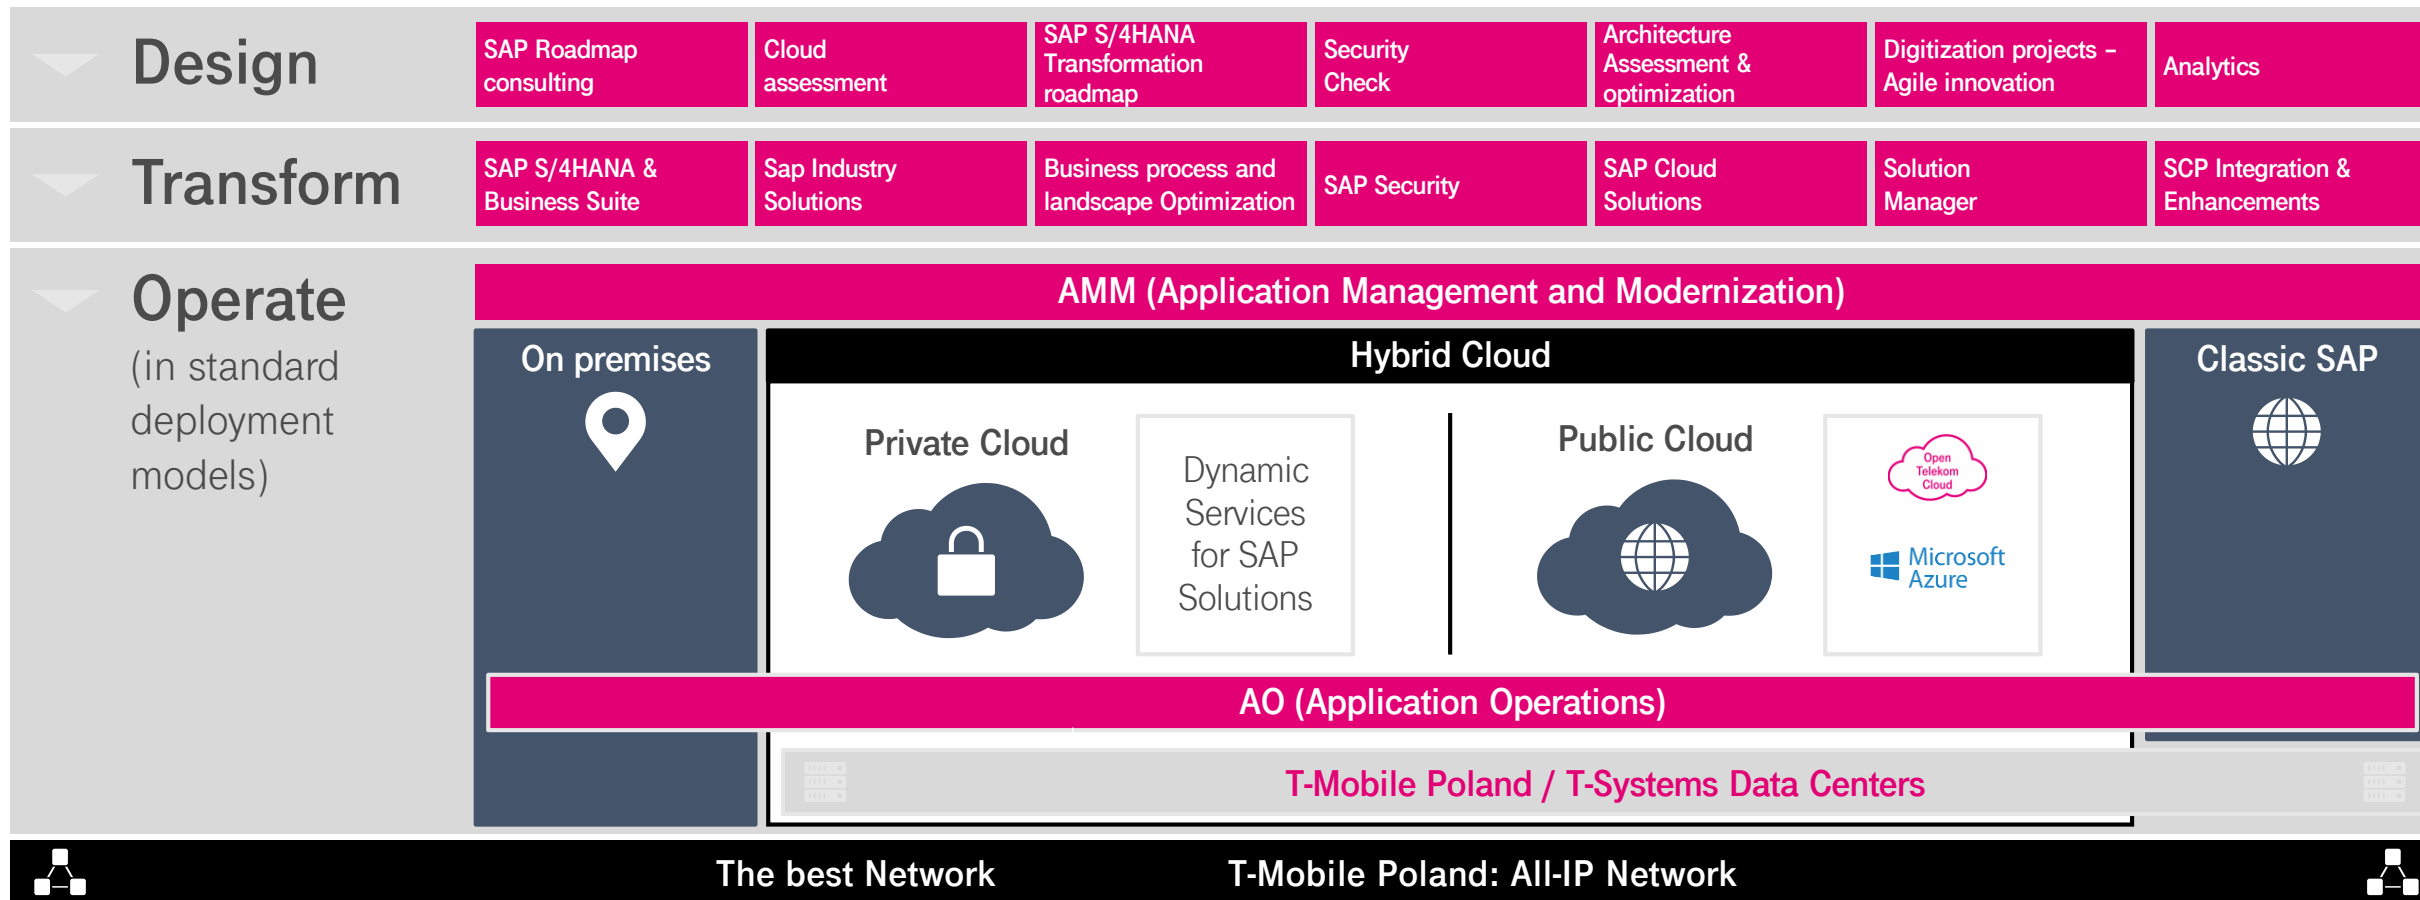 Design
SAP Roadmap
consulting
Cloud
assessment
SAP S/4HANA
Transformation
roadmap
Security
Check
Architecture
Assessment &
optimization
Digitization projects –
Agile innovation
Analytics
Transform
SAP S/4HANA &
Business Suite
Sap Industry
Solutions
Business process and
landscape Optimization
SAP Security
SAP Cloud
Solutions
Solution
Manager
SCP Integration &
Enhancements
Operate
(in standard
deployment
models)
AMM (Application Management and Modernization)
On premises
Hybrid Cloud
Classic SAP
Private Cloud
Dynamic
Services
for SAP
Solutions
Public Cloud
Open
Telekom
Cloud
Microsoft
Azure
AO (Application Operations)
T-Mobile Poland / T-Systems Data Centers
The best Network
T-Mobile Poland: All-IP Network